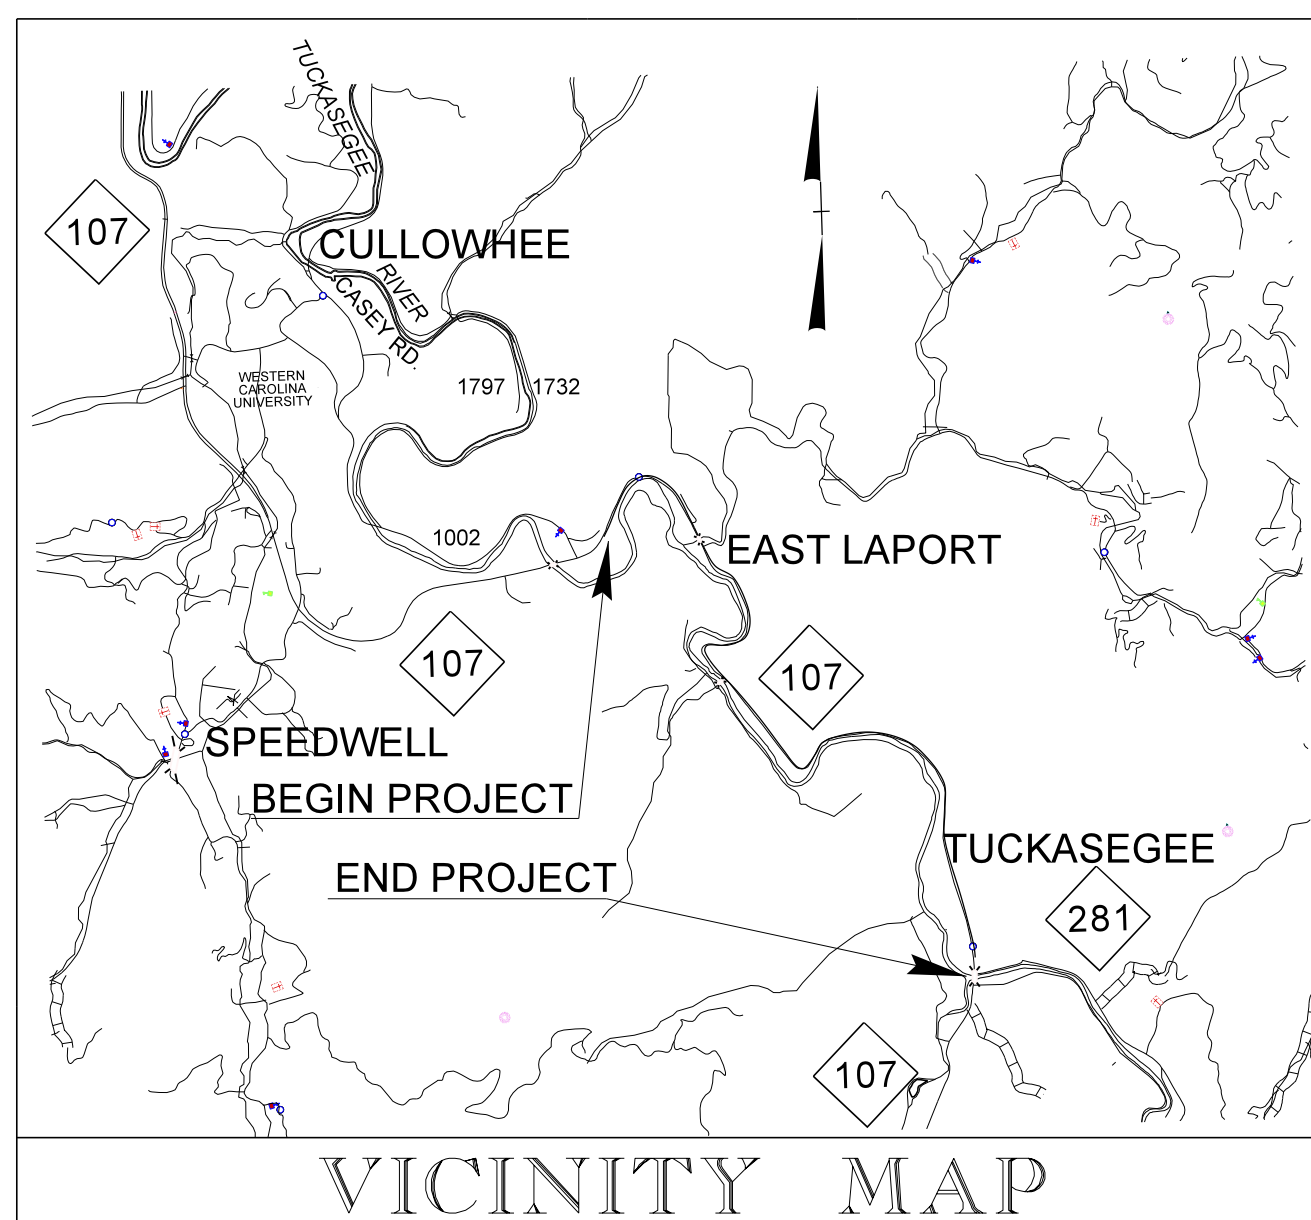 TUCKASEGEE
107
CULLOWHEE
RIVER
CASEY RD.
WESTERN
CAROLINA
UNIVERSITY
1797
1732
1002
EAST LAPORT
107
107
SPEEDWELL
BEGIN PROJECT
TUCKASEGEE
END PROJECT
281
107
VICINITY MAP